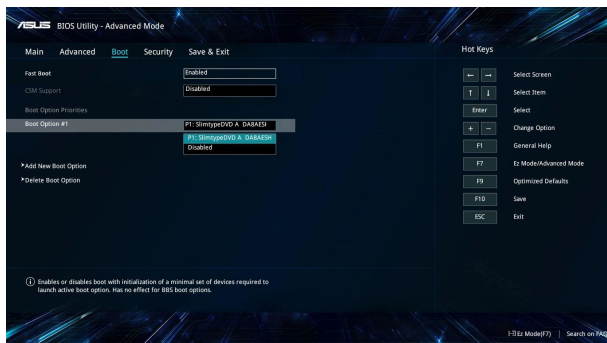 ASUS BIOS Utility - Advanced Mode
Main Advanced Boot Security Save & Exit
Hot Keys
Fast Boot Enabled
CSM Support Disabled
Boot Option Priorities
Boot Option #1 P1: SlimtypeDVD A DA8AESI
P1: SlimtypeDVD A DA8AESH
Disabled
Add New Boot Option
Delete Boot Option
← → Select Screen
↑ ↓ Select Item
Enter Select
+ − Change Option
F1 General Help
F7 Ez Mode/Advanced Mode
F9 Optimized Defaults
F10 Save
ESC Exit
Enables or disables boot with initialization of a minimal set of devices required to
launch active boot option. Has no effect for BBS boot options.
Ez Mode(F7) | Search on FAQ